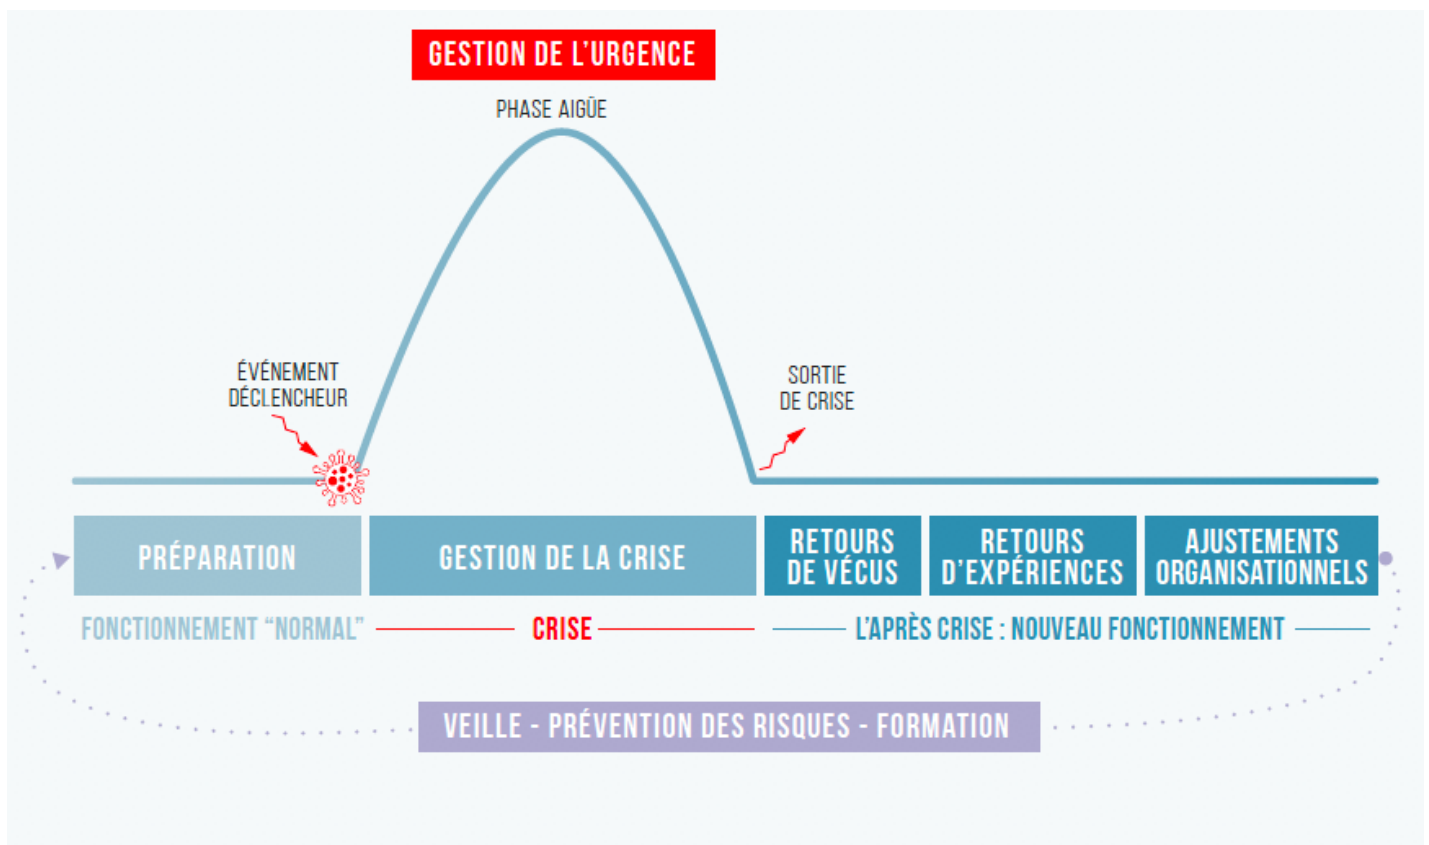 GESTION DE L'URGENCE
PHASE AIGÜE
ÉVÉNEMENT
DÉCLENCHEUR
SORTIE
DE CRISE
PRÉPARATION
GESTION DE LA CRISE
RETOURS
DE VÉCUS
RETOURS
D'EXPÉRIENCES
AJUSTEMENTS
ORGANISATIONNELS
FONCTIONNEMENT “NORMAL”
CRISE
L'APRÈS CRISE : NOUVEAU FONCTIONNEMENT
VEILLE - PRÉVENTION DES RISQUES - FORMATION